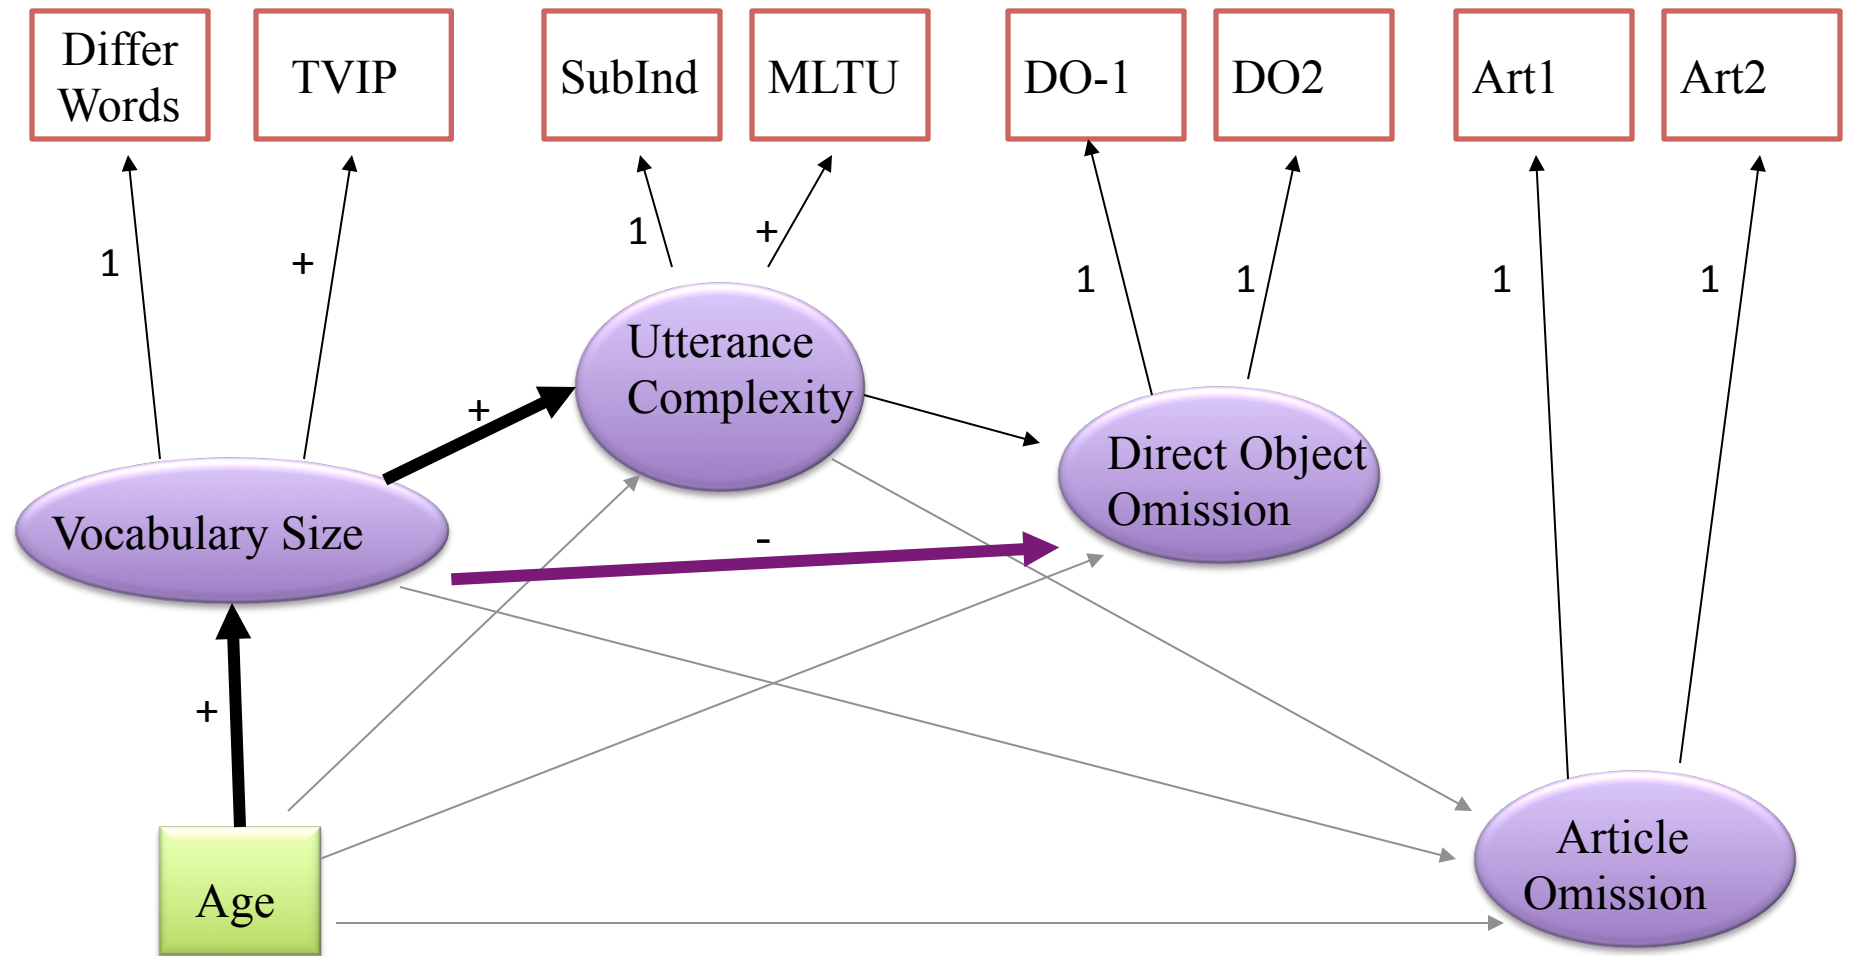 Differ
Words
TVIP
SubInd
MLTU
DO-1
DO2
Art1
Art2
1
+
1
+
1
1
1
1
Utterance
Complexity
+
Direct Object
Omission
Vocabulary Size
-
+
Age
Article
Omission